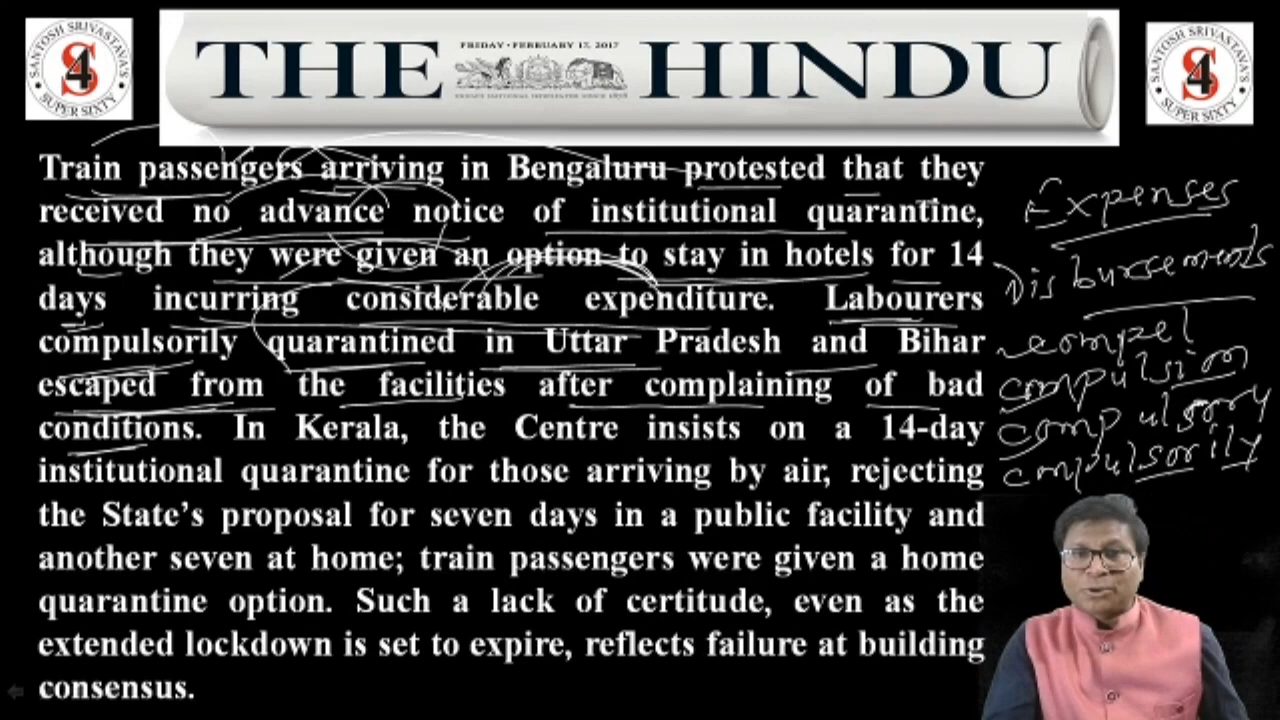 SANTOSH SRIVASTAVA'S
S4
SUPER SIXTY
THE HINDU
FRIDAY • FEBRUARY 17, 2017
SANTOSH SRIVASTAVA'S
S4
SUPER SIXTY
Train passengers arriving in Bengaluru protested that they
received no advance notice of institutional quarantine,
although they were given an option to stay in hotels for 14
days incurring considerable expenditure. Labourers
compulsorily quarantined in Uttar Pradesh and Bihar
escaped from the facilities after complaining of bad
conditions. In Kerala, the Centre insists on a 14-day
institutional quarantine for those arriving by air, rejecting
the State's proposal for seven days in a public facility and
another seven at home; train passengers were given a home
quarantine option. Such a lack of certitude, even as the
extended lockdown is set to expire, reflects failure at building
consensus.
Expenses
Disbursements
compel
compulsion
compulsory
compulsorily